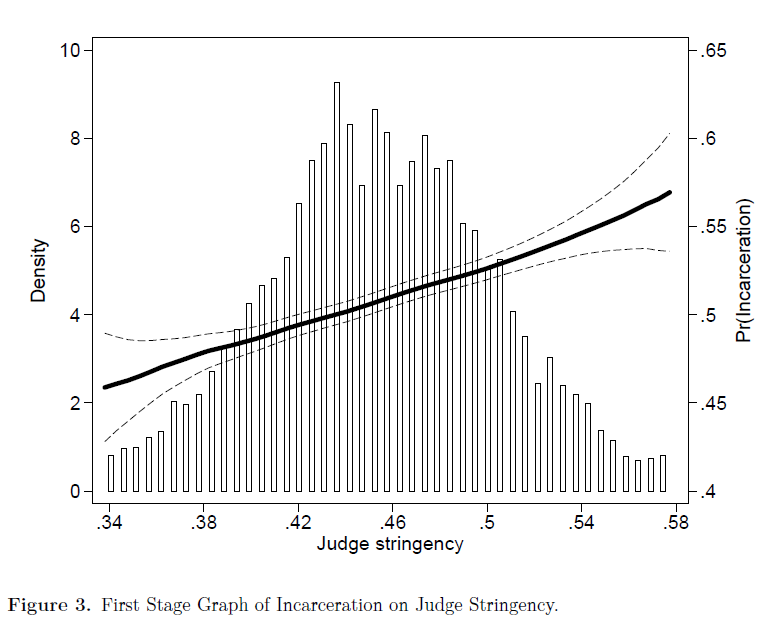 10
8
6
4
2
0
Density
.65
.6
.55
.5
.45
.4
Pr(Incarceration)
.34 .38 .42 .46 .5 .54 .58
Judge stringency
Figure 3. First Stage Graph of Incarceration on Judge Stringency.